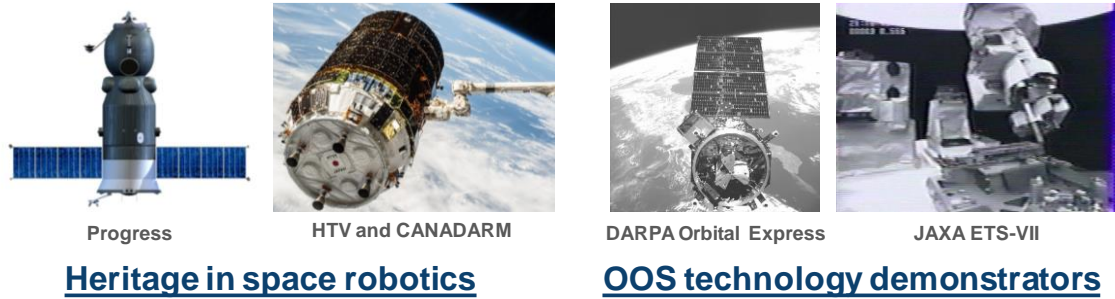 Progress
HTV and CANADARM
DARPA Orbital Express
JAXA ETS-VII
Heritage in space robotics
OOS technology demonstrators